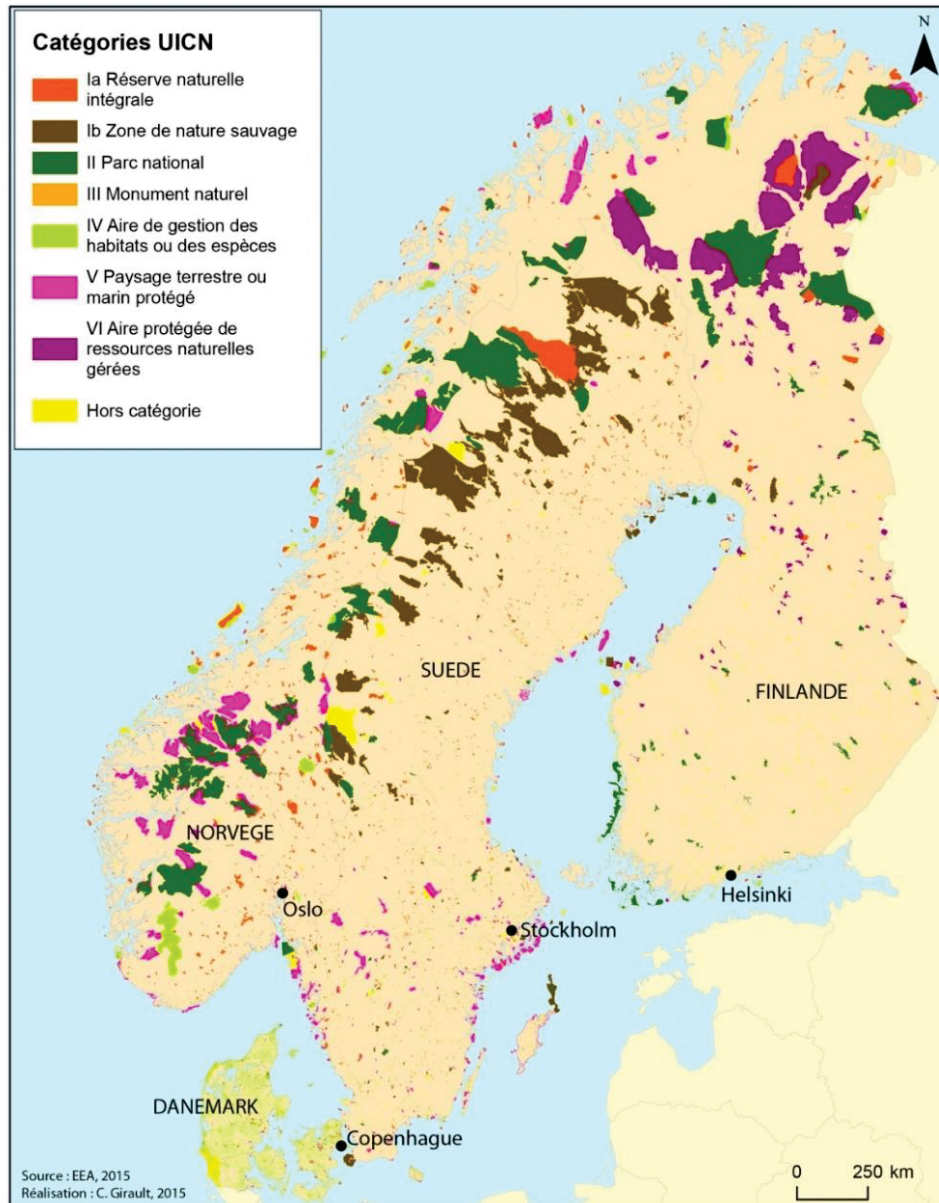 Catégories UICN
Ia Réserve naturelle
intégrale
Ib Zone de nature sauvage
II Parc national
III Monument naturel
IV Aire de gestion des
habitats ou des espèces
V Paysage terrestre ou
marin protégé
VI Aire protégée de
ressources naturelles
gérées
Hors catégorie
N
SUEDE
FINLANDE
NORVEGE
Oslo
Helsinki
Stockholm
DANEMARK
Copenhague
Source : EEA, 2015
Réalisation : C. Girault, 2015
0 250 km